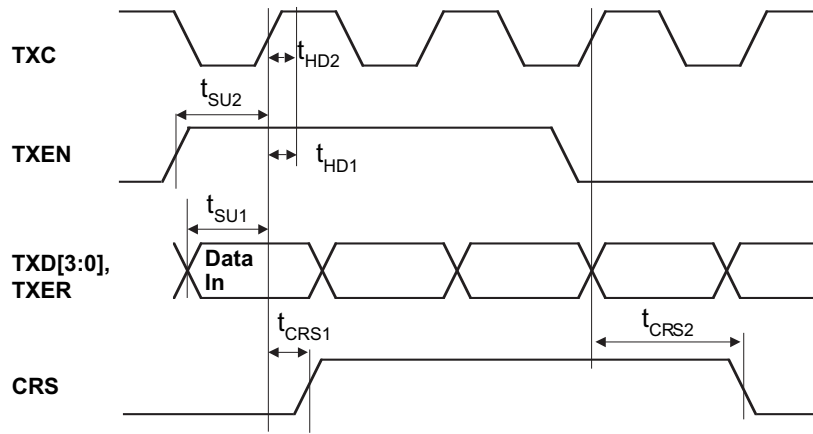 TXC
t_HD2
t_SU2
TXEN
t_HD1
t_SU1
TXD[3:0],
TXER
Data
In
t_CRS1
t_CRS2
CRS